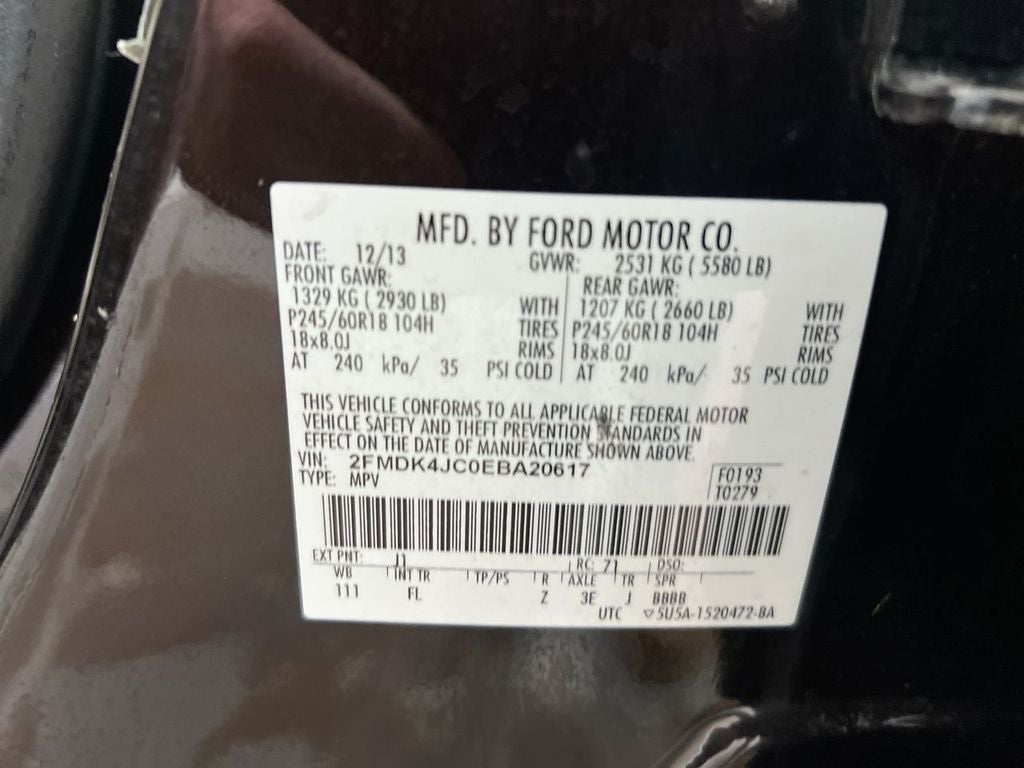 MFD. BY FORD MOTOR CO.
DATE: 12/13 GVWR: 2531 KG ( 5580 LB)
FRONT GAWR: REAR GAWR:
1329 KG ( 2930 LB) WITH 1207 KG ( 2660 LB) WITH
P245/60R18 104H TIRES P245/60R18 104H TIRES
18x8.0J RIMS 18x8.0J RIMS
AT 240 kPa/ 35 PSI COLD AT 240 kPa/ 35 PSI COLD
THIS VEHICLE CONFORMS TO ALL APPLICABLE FEDERAL MOTOR
VEHICLE SAFETY AND THEFT PREVENTION STANDARDS IN
EFFECT ON THE DATE OF MANUFACTURE SHOWN ABOVE.
VIN: 2FMDK4JC0EBA20617 F0193
TYPE: MPV T0279
EXT PNT: J1 RC: 71 DSO:
WB INT TR TP/PS R AXLE TR SPR
111 FL Z 3E J BBBB
UTC ▽5U5A-1520472-BA